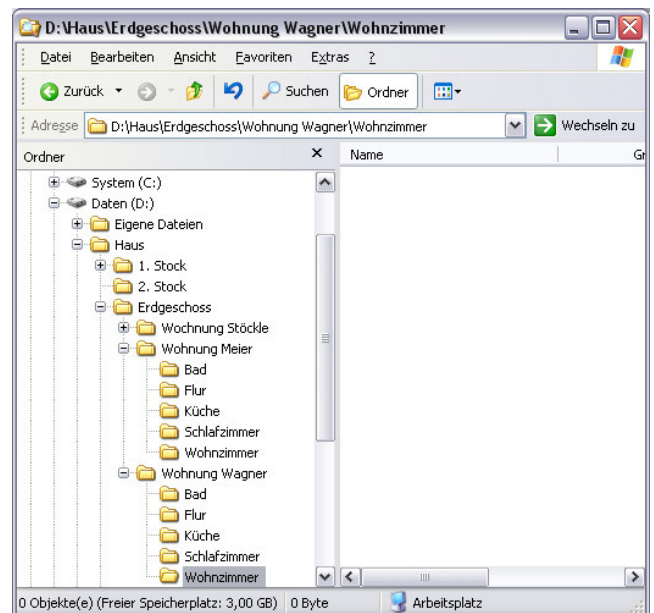 D:\Haus\Erdgeschoss\Wohnung Wagner\Wohnzimmer
Datei Bearbeiten Ansicht Favoriten Extras ?
Zurück Suchen Ordner
Adresse D:\Haus\Erdgeschoss\Wohnung Wagner\Wohnzimmer Wechseln zu
Ordner x Name Gr
System (C:)
Daten (D:)
Eigene Dateien
Haus
1. Stock
2. Stock
Erdgeschoss
Wochnung Stöckle
Wohnung Meier
Bad
Flur
Küche
Schlafzimmer
Wohnzimmer
Wohnung Wagner
Bad
Flur
Küche
Schlafzimmer
Wohnzimmer
0 Objekte(e) (Freier Speicherplatz: 3,00 GB) 0 Byte Arbeitsplatz